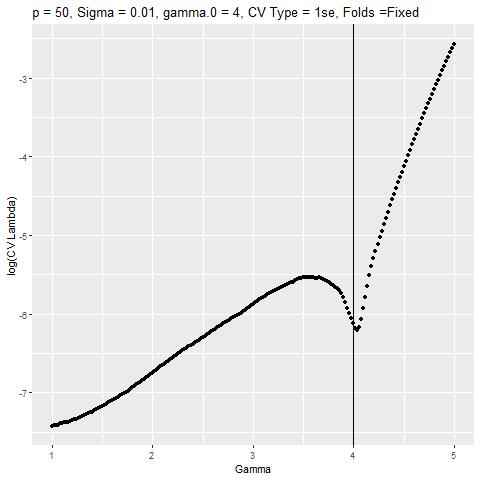 p = 50, Sigma = 0.01, gamma.0 = 4, CV Type = 1se, Folds =Fixed
log(CV Lambda)
-3
-4
-5
-6
-7
1 2 3 4 5
Gamma